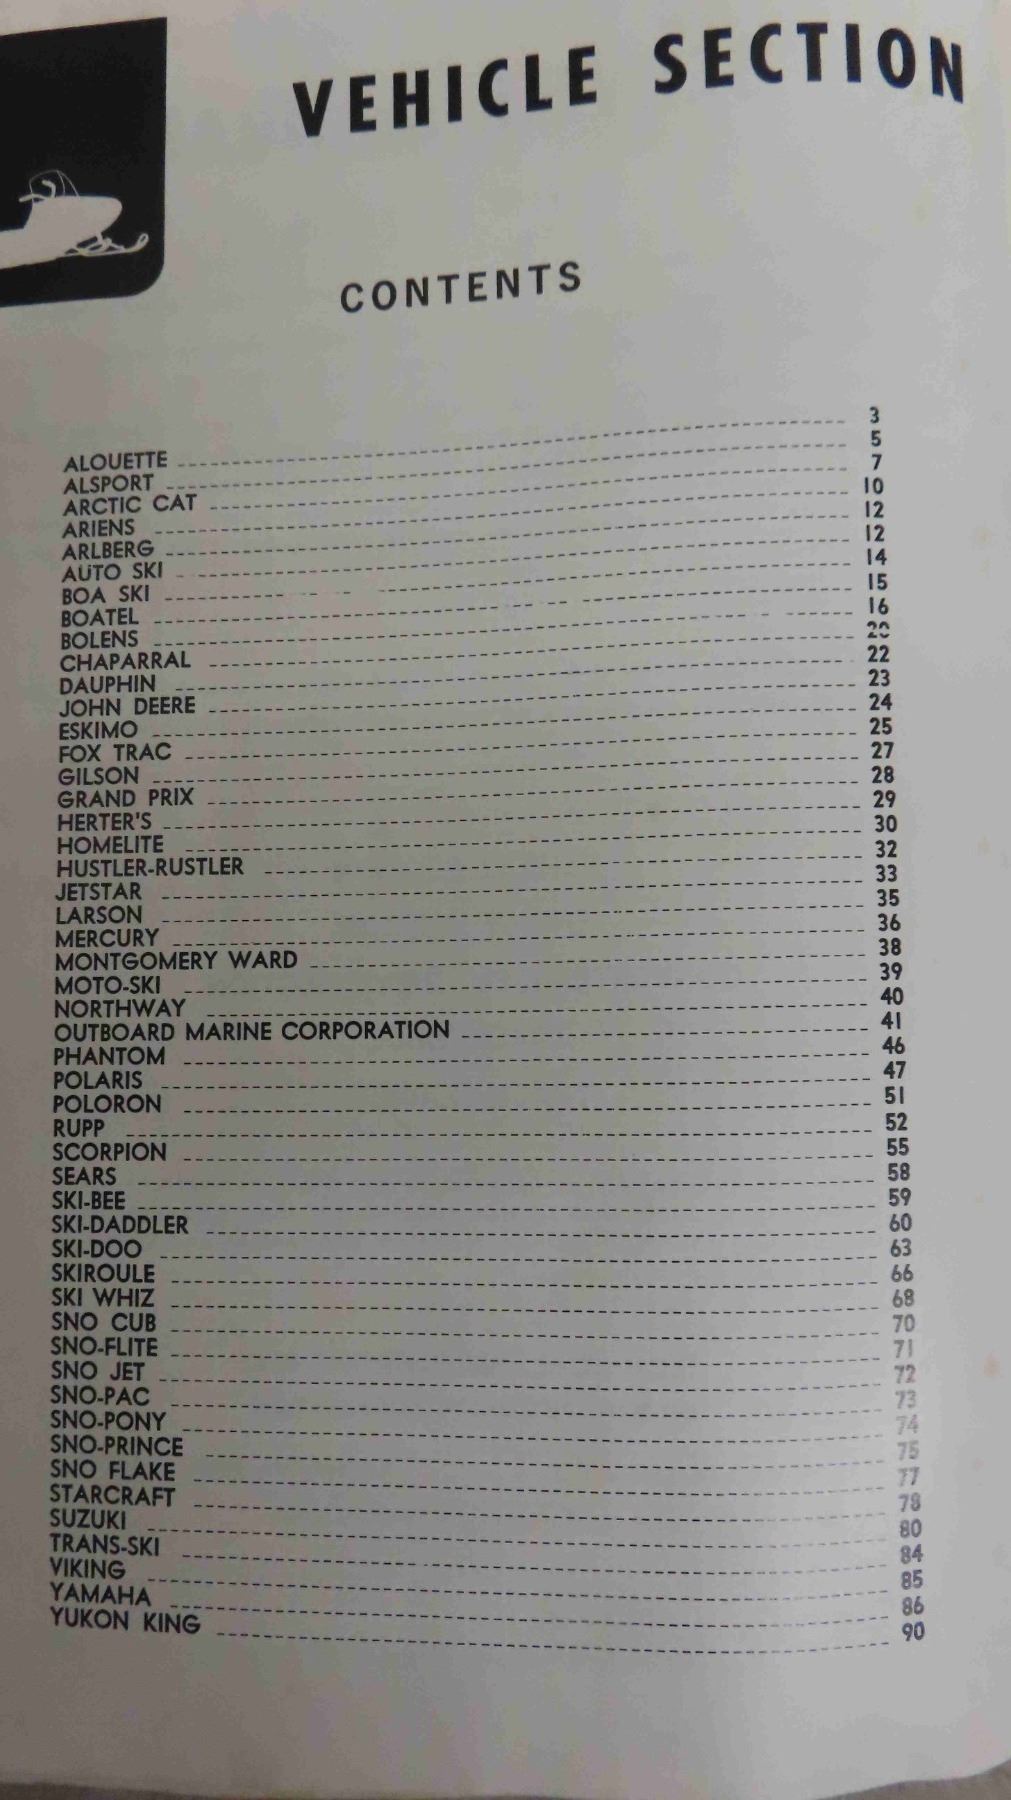 VEHICLE SECTION
CONTENTS
ALOUETTE 3
ALSPORT 5
ARCTIC CAT 7
ARIENS 10
ARLBERG 12
AUTO SKI 12
BOA SKI 14
BOATEL 15
BOLENS 16
CHAPARRAL 20
DAUPHIN 22
JOHN DEERE 23
ESKIMO 24
FOX TRAC 25
GILSON 27
GRAND PRIX 28
HERTER'S 29
HOMELITE 30
HUSTLER-RUSTLER 32
JETSTAR 33
LARSON 35
MERCURY 36
MONTGOMERY WARD 38
MOTO-SKI 39
NORTHWAY 40
OUTBOARD MARINE CORPORATION 41
PHANTOM 46
POLARIS 47
POLORON 51
RUPP 52
SCORPION 55
SEARS 58
SKI-BEE 59
SKI-DADDLER 60
SKI-DOO 63
SKIROULE 66
SKI WHIZ 68
SNO CUB 70
SNO-FLITE 71
SNO JET 72
SNO-PAC 73
SNO-PONY 74
SNO-PRINCE 75
SNO FLAKE 77
STARCRAFT 78
SUZUKI 80
TRANS-SKI 84
VIKING 85
YAMAHA 86
YUKON KING 90